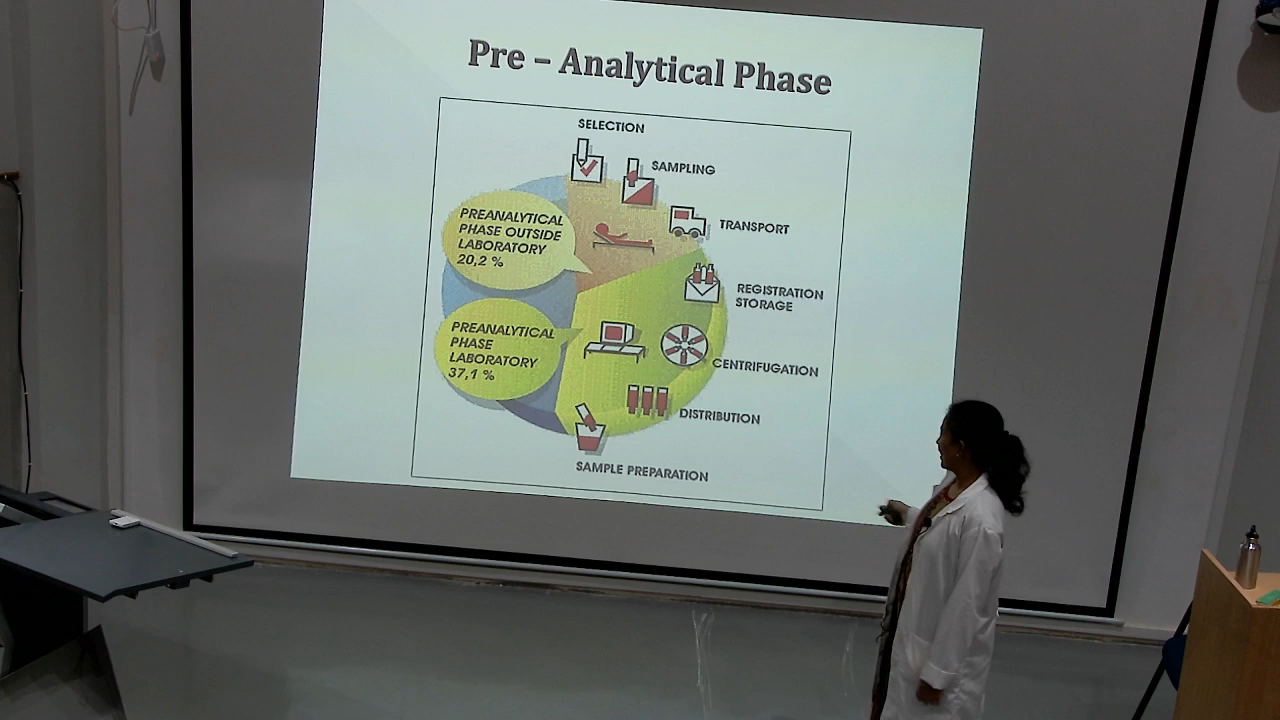 Pre – Analytical Phase
SELECTION
SAMPLING
TRANSPORT
REGISTRATION
STORAGE
CENTRIFUGATION
DISTRIBUTION
SAMPLE PREPARATION
PREANALYTICAL
PHASE OUTSIDE
LABORATORY
20,2 %
PREANALYTICAL
PHASE
LABORATORY
37,1 %